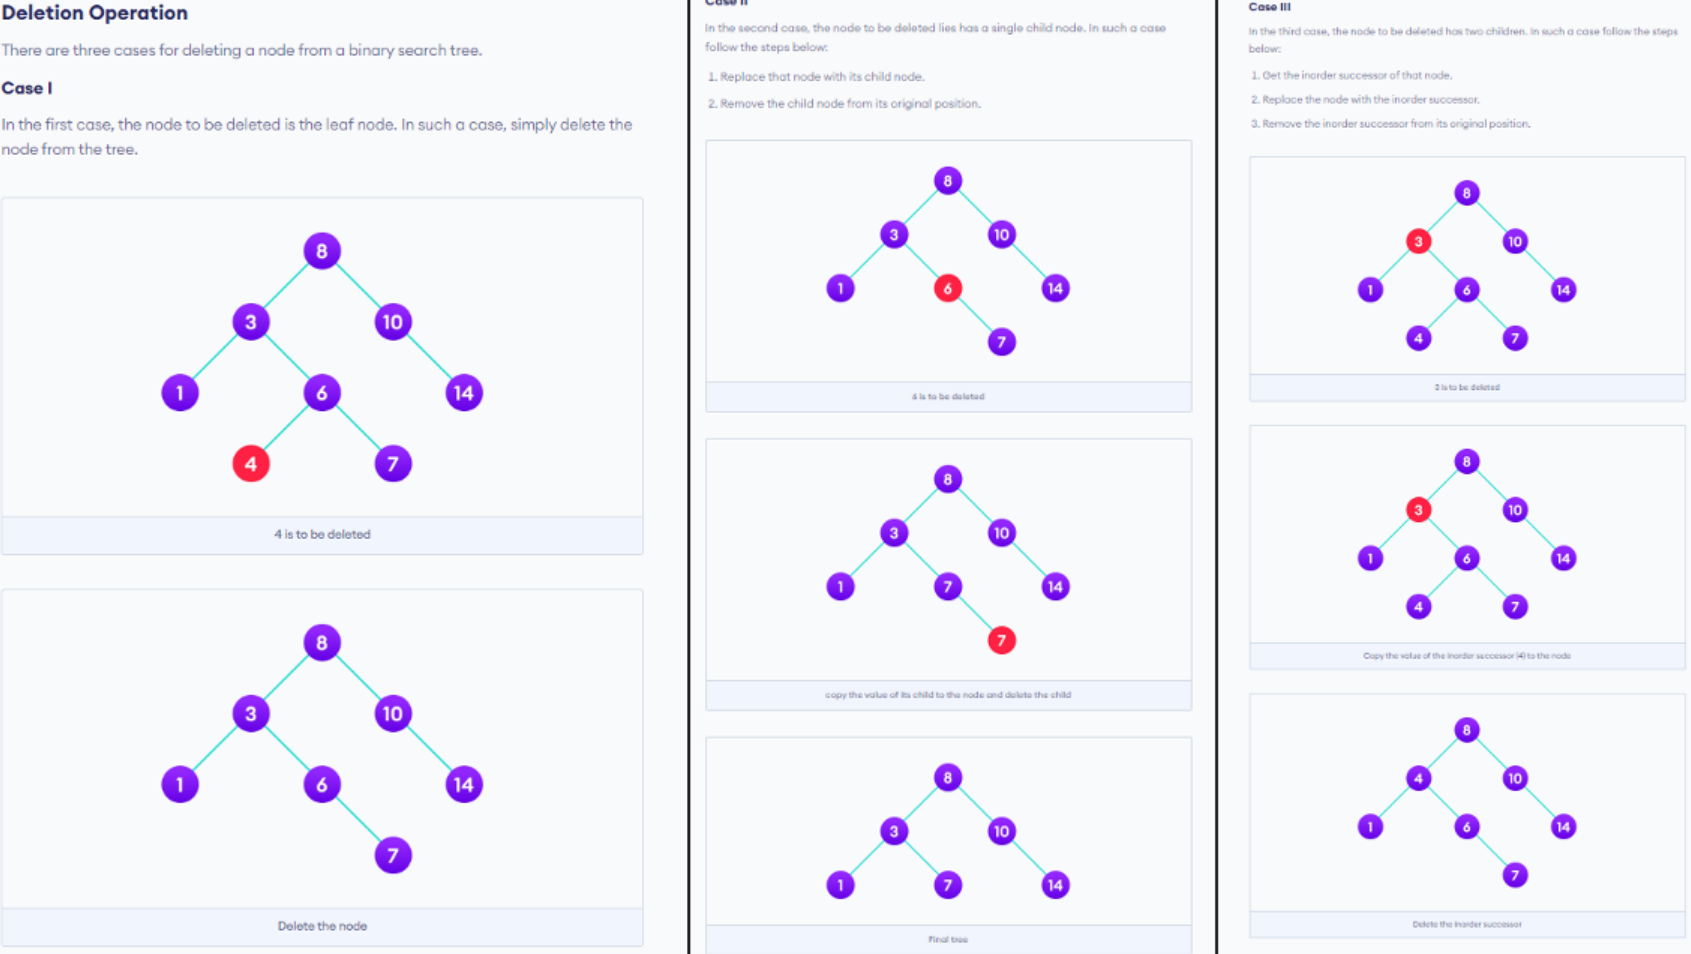 Deletion Operation
There are three cases for deleting a node from a binary search tree.
Case I
In the first case, the node to be deleted is the leaf node. In such a case, simply delete the
node from the tree.
8
3 10
1 6 14
4 7
4 is to be deleted
8
3 10
1 6 14
7
Delete the node
Case II
In the second case, the node to be deleted lies has a single child node. In such a case
follow the steps below:
1. Replace that node with its child node.
2. Remove the child node from its original position.
8
3 10
1 6 14
7
6 is to be deleted
8
3 10
1 7 14
7
copy the value of its child to the node and delete the child
8
3 10
1 7 14
Final tree
Case III
In the third case, the node to be deleted has two children. In such a case follow the steps
below:
1. Get the inorder successor of that node.
2. Replace the node with the inorder successor.
3. Remove the inorder successor from its original position.
8
3 10
1 6 14
4 7
3 is to be deleted
8
3 10
1 6 14
4 7
Copy the value of the inorder successor (4) to the node
8
4 10
1 6 14
7
Delete the inorder successor